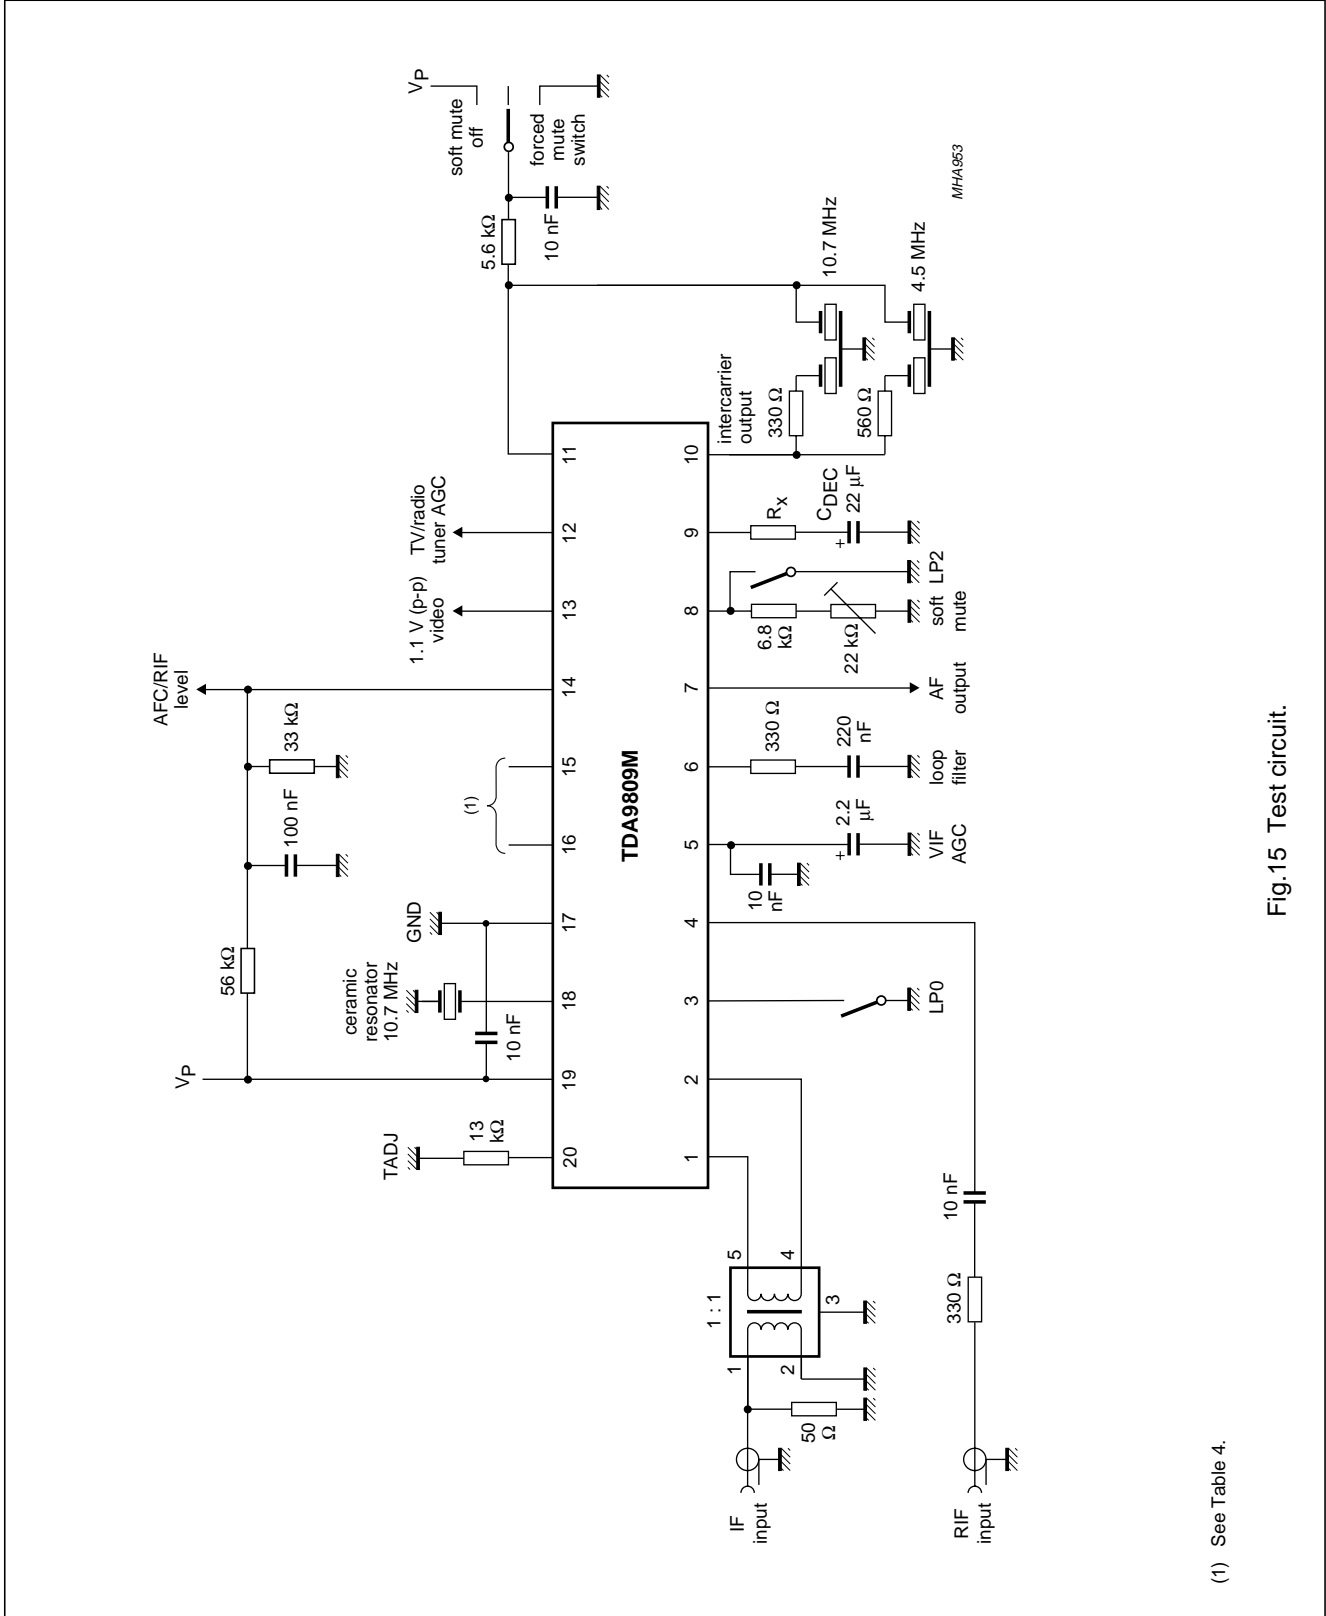 VP
soft mute
off
forced
mute
switch
5.6 kΩ
10 nF
MHA953
AFC/RIF
level
1.1 V (p-p)
video
TV/radio
tuner AGC
33 kΩ
100 nF
56 kΩ
VP
GND
ceramic
resonator
10.7 MHz
10 nF
TADJ
13
kΩ
20
19
18
17
16
15
14
13
12
11
(1)
TDA9809M
1
2
3
4
5
6
7
8
9
10
intercarrier
output
330 Ω
10.7 MHz
560 Ω
4.5 MHz
1 : 1
1
2
3
4
5
IF
input
50
Ω
RIF
input
330 Ω
10 nF
LP0
10
nF
2.2
µF
VIF
AGC
330 Ω
220
nF
loop
filter
AF
output
6.8
kΩ
22 kΩ
soft
mute
LP2
RX
CDEC
22 µF
+
+
(1) See Table 4.
Fig.15 Test circuit.